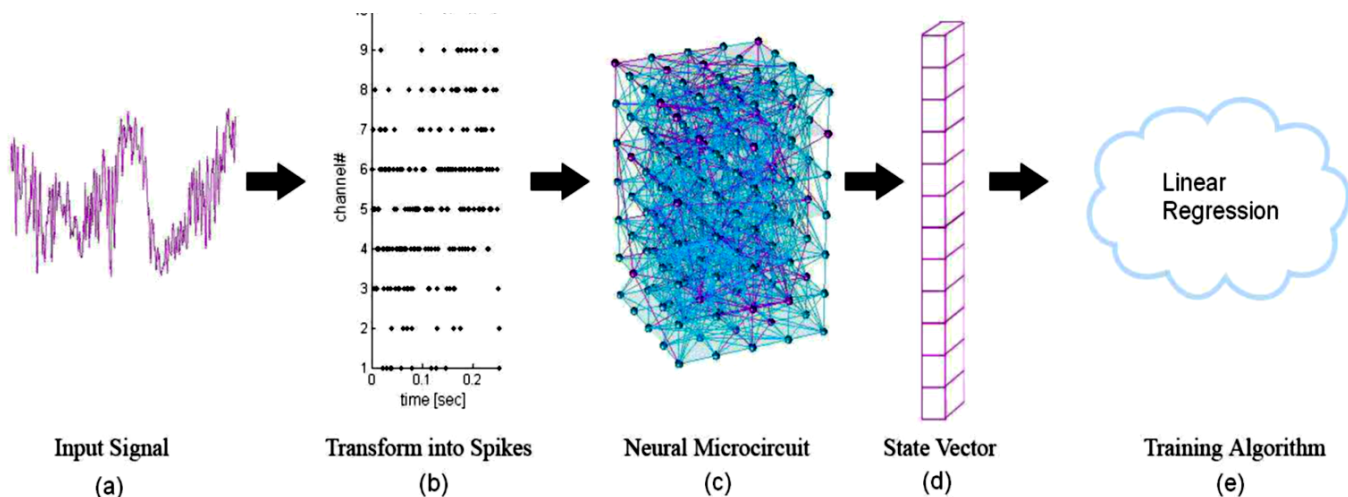 9
8
7
6
5
4
3
2
1
channel#
0
0.1
0.2
time [sec]
Linear
Regression
Input Signal
Transform into Spikes
Neural Microcircuit
State Vector
Training Algorithm
(a)
(b)
(c)
(d)
(e)